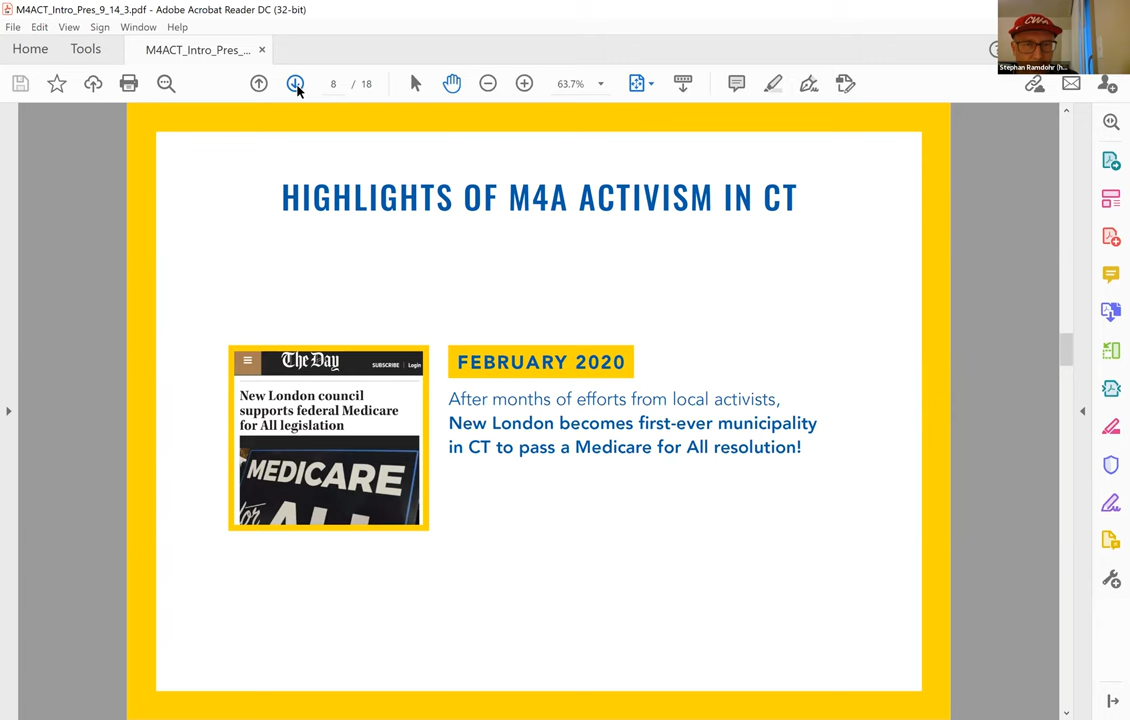 M4ACT_Intro_Pres_9_14_3.pdf - Adobe Acrobat Reader DC (32-bit)
File Edit View Sign Window Help
Home Tools M4ACT_Intro_Pres_... ×
8 / 18 63.7%
CWA
Stephan Ramdohr (h...
HIGHLIGHTS OF M4A ACTIVISM IN CT
The Day
SUBSCRIBE | Login
New London council
supports federal Medicare
for All legislation
MEDICARE
for ALL
FEBRUARY 2020
After months of efforts from local activists,
New London becomes first-ever municipality
in CT to pass a Medicare for All resolution!